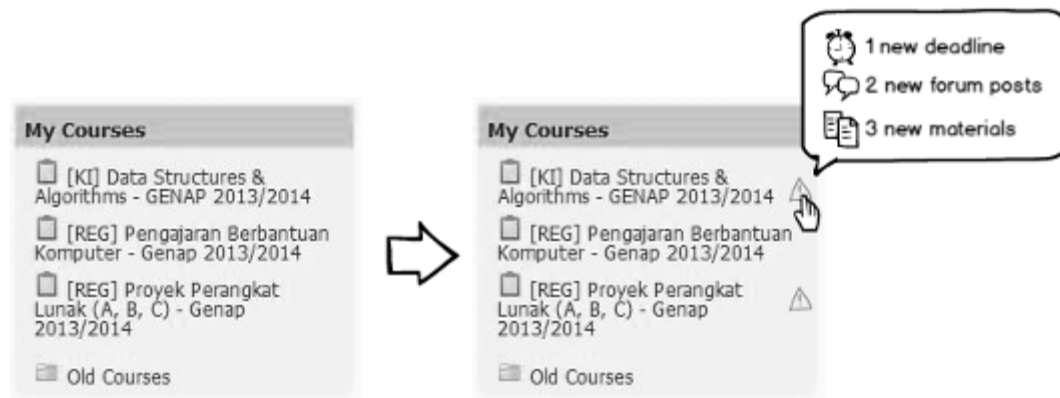 My Courses
[KI] Data Structures &
Algorithms - GENAP 2013/2014
[REG] Pengajaran Berbantuan
Komputer - Genap 2013/2014
[REG] Proyek Perangkat
Lunak (A, B, C) - Genap
2013/2014
Old Courses
1 new deadline
2 new forum posts
3 new materials
My Courses
[KI] Data Structures &
Algorithms - GENAP 2013/2014
[REG] Pengajaran Berbantuan
Komputer - Genap 2013/2014
[REG] Proyek Perangkat
Lunak (A, B, C) - Genap
2013/2014
Old Courses